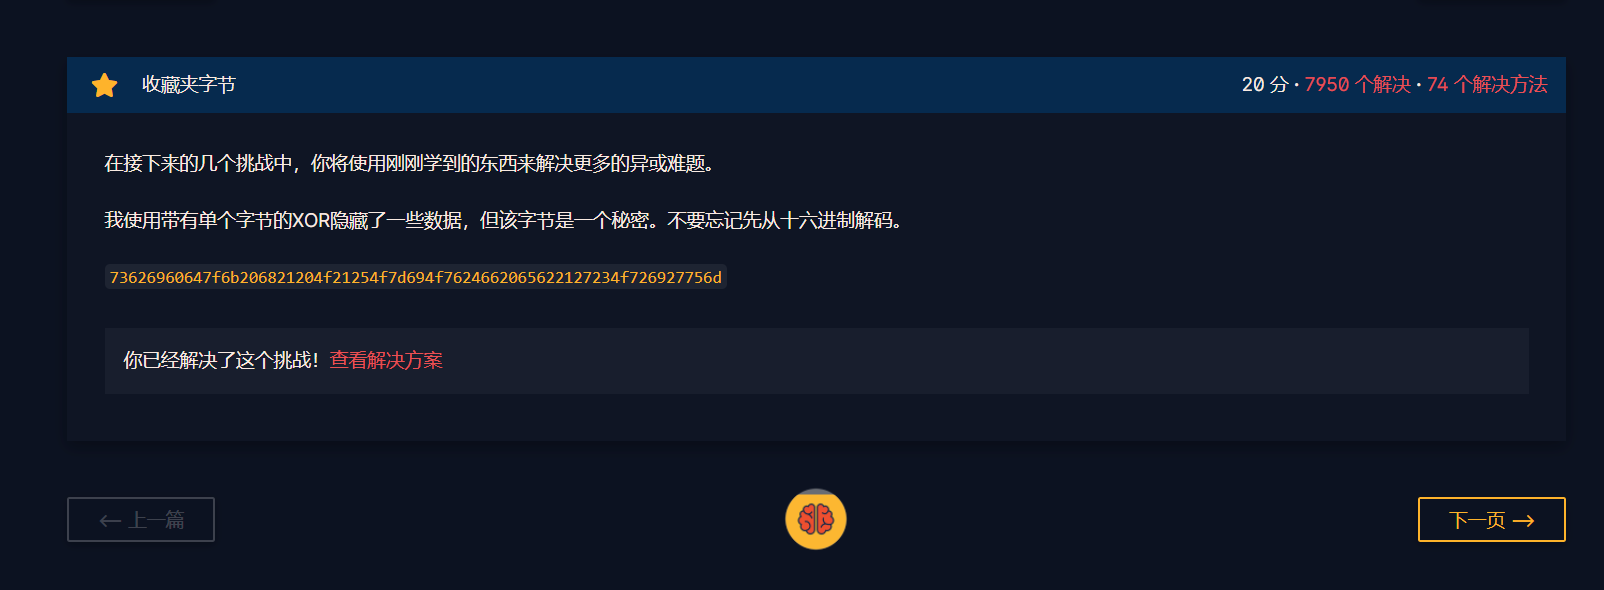 收藏夹字节
20 分 · 7950 个解决 · 74 个解决方法
在接下来的几个挑战中，你将使用刚刚学到的东西来解决更多的异或难题。
我使用带有单个字节的XOR隐藏了一些数据，但该字节是一个秘密。不要忘记先从十六进制解码。
73626960647f6b206821204f21254f7d694f7624662065622127234f726927756d
你已经解决了这个挑战！查看解决方案
← 上一篇
下一页 →